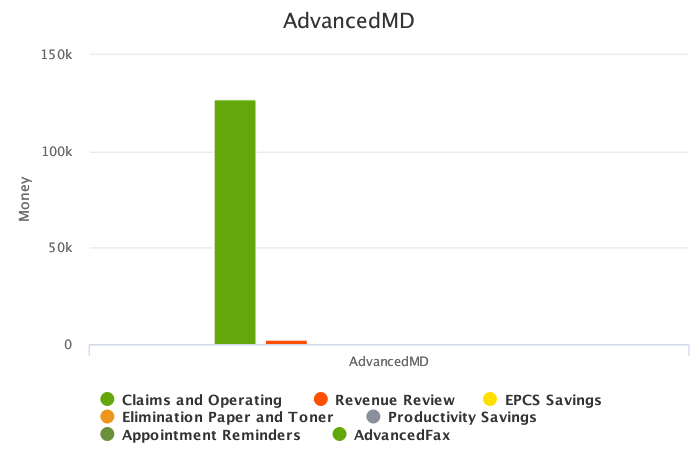 AdvancedMD
150k
100k
50k
0
Money
AdvancedMD
Claims and Operating
Revenue Review
EPCS Savings
Elimination Paper and Toner
Productivity Savings
Appointment Reminders
AdvancedFax